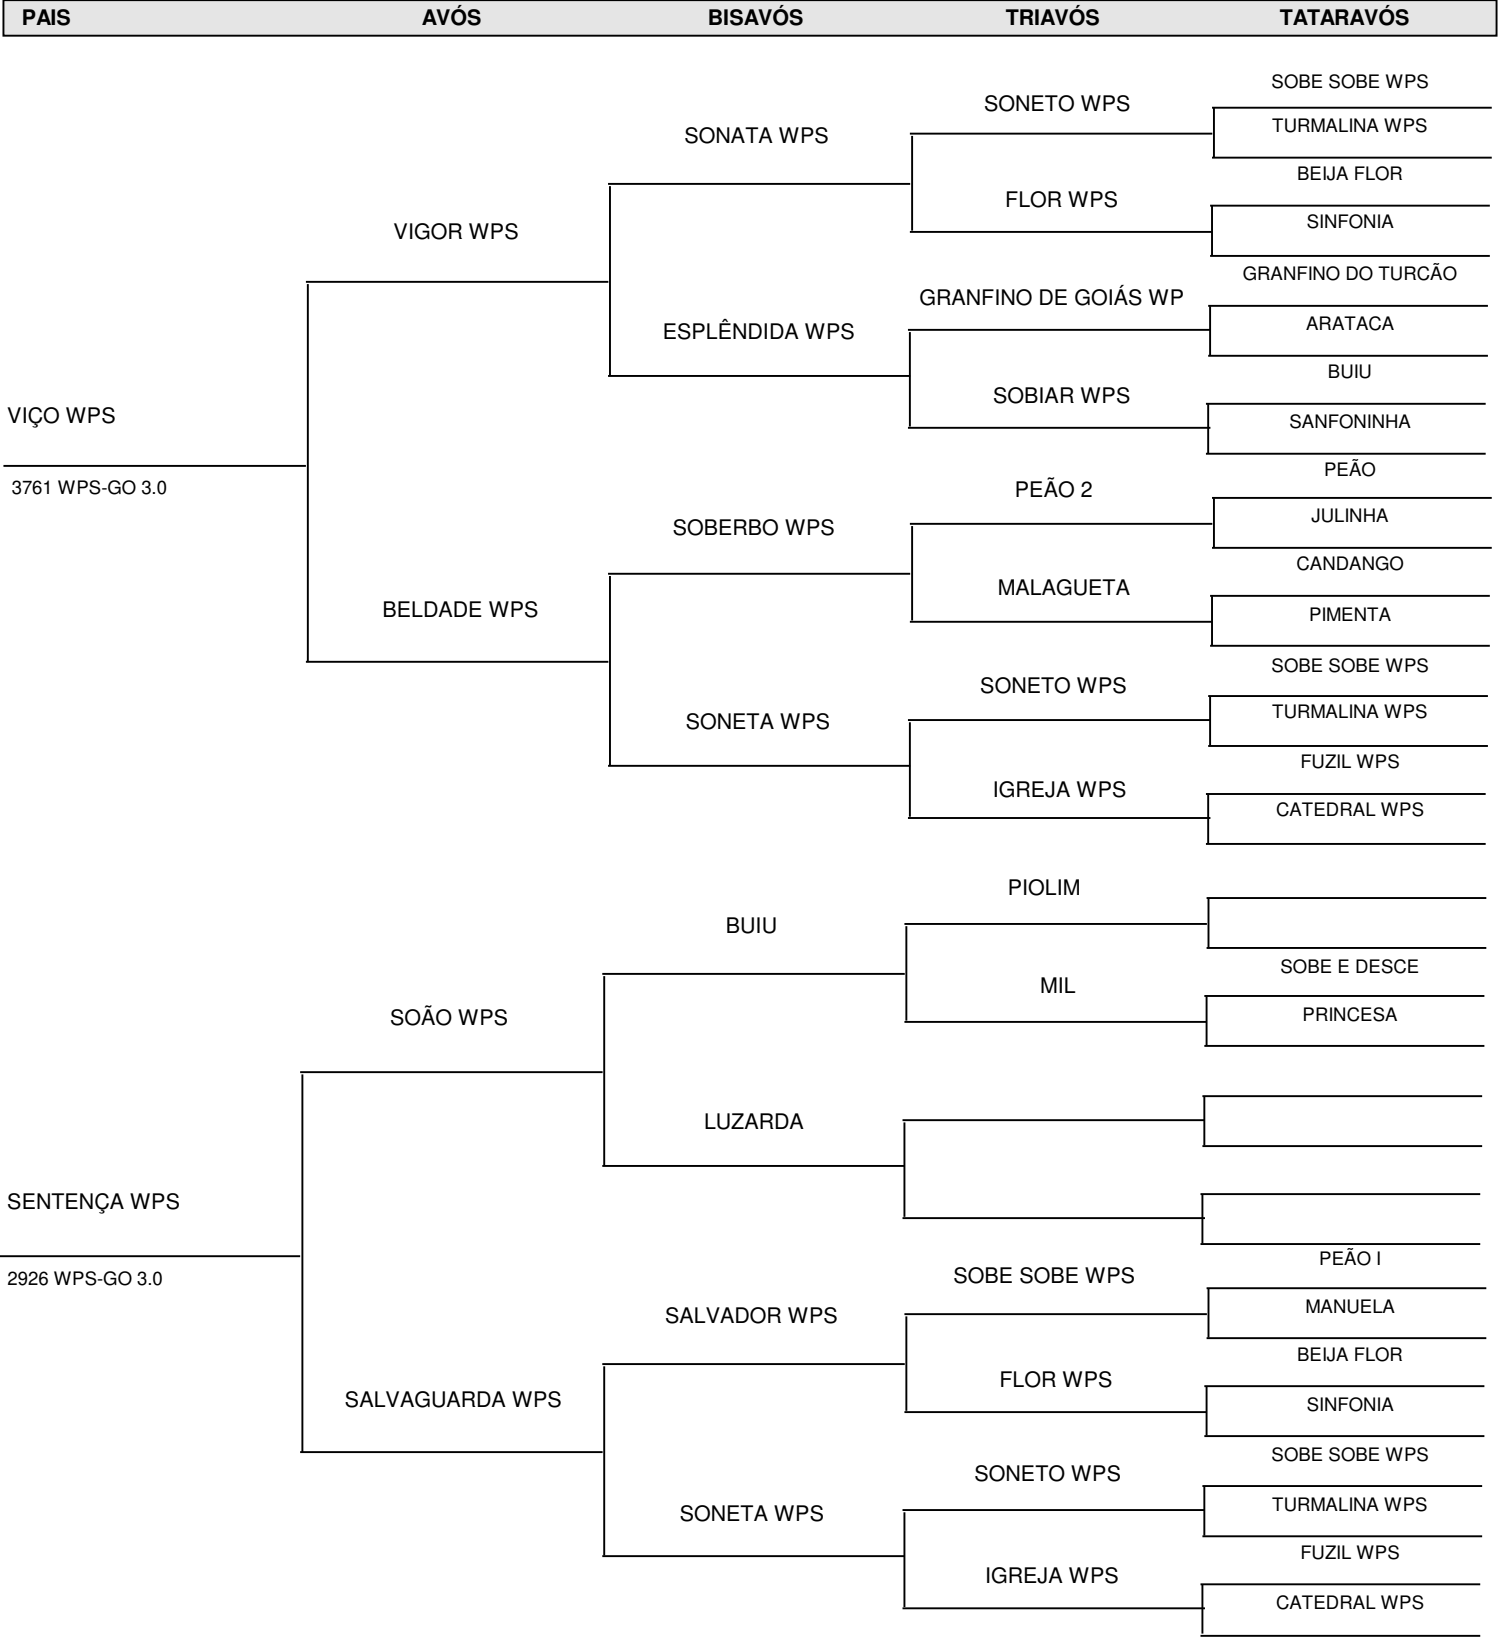 PAIS AVÓS BISAVÓS TRIAVÓS TATARAVÓS
SOBE SOBE WPS
SONETO WPS
TURMALINA WPS
SONATA WPS
BEIJA FLOR
FLOR WPS
SINFONIA
VIGOR WPS
GRANFINO DO TURCÃO
GRANFINO DE GOIÁS WP
ARATACA
ESPLÊNDIDA WPS
BUIU
SOBIAR WPS
SANFONINHA
VIÇO WPS
3761 WPS-GO 3.0
PEÃO
PEÃO 2
JULINHA
SOBERBO WPS
CANDANGO
MALAGUETA
PIMENTA
BELDADE WPS
SOBE SOBE WPS
SONETO WPS
TURMALINA WPS
SONETA WPS
FUZIL WPS
IGREJA WPS
CATEDRAL WPS
PIOLIM
BUIU
SOBE E DESCE
MIL
PRINCESA
SOÃO WPS
LUZARDA
SENTENÇA WPS
2926 WPS-GO 3.0
PEÃO I
SOBE SOBE WPS
MANUELA
SALVADOR WPS
BEIJA FLOR
FLOR WPS
SINFONIA
SALVAGUARDA WPS
SOBE SOBE WPS
SONETO WPS
TURMALINA WPS
SONETA WPS
FUZIL WPS
IGREJA WPS
CATEDRAL WPS